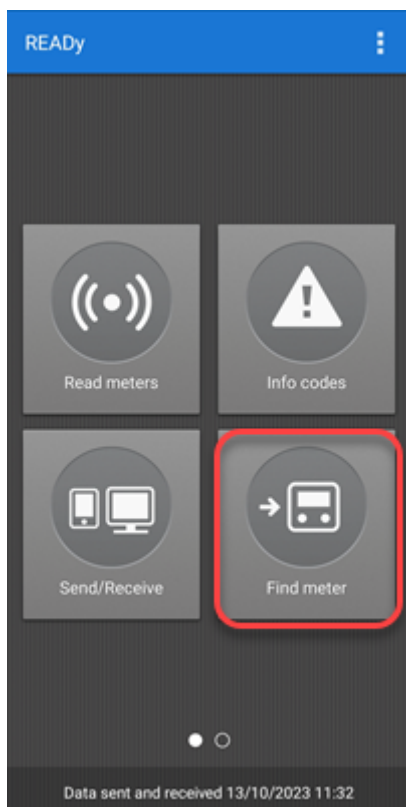 READy
Read meters
Info codes
Send/Receive
Find meter
Data sent and received 13/10/2023 11:32